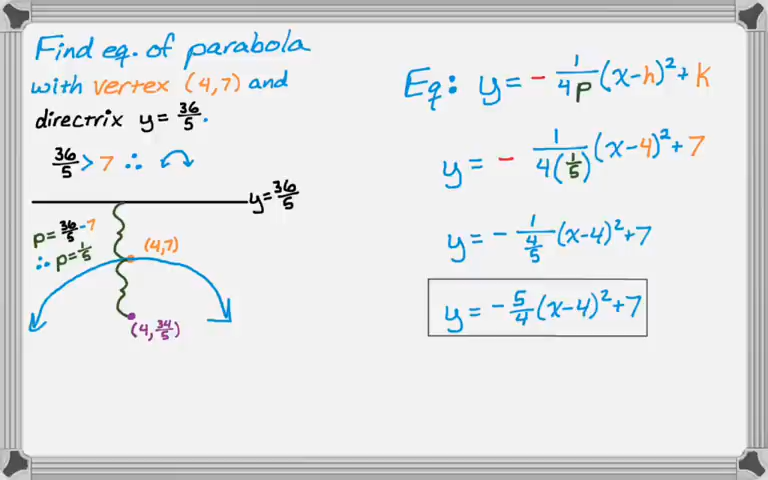 Find eq. of parabola
with vertex (4,7) and
directrix y = 36/5.
36/5 > 7 ∴
y = 36/5
p = 36/5 - 7
∴ p = 1/5
(4,7)
(4, 34/5)
Eq: y = - 1/4p (x-h)² + k
y = - 1/4(1/5) (x-4)² + 7
y = - 1/(4/5) (x-4)² + 7
y = - 5/4 (x-4)² + 7